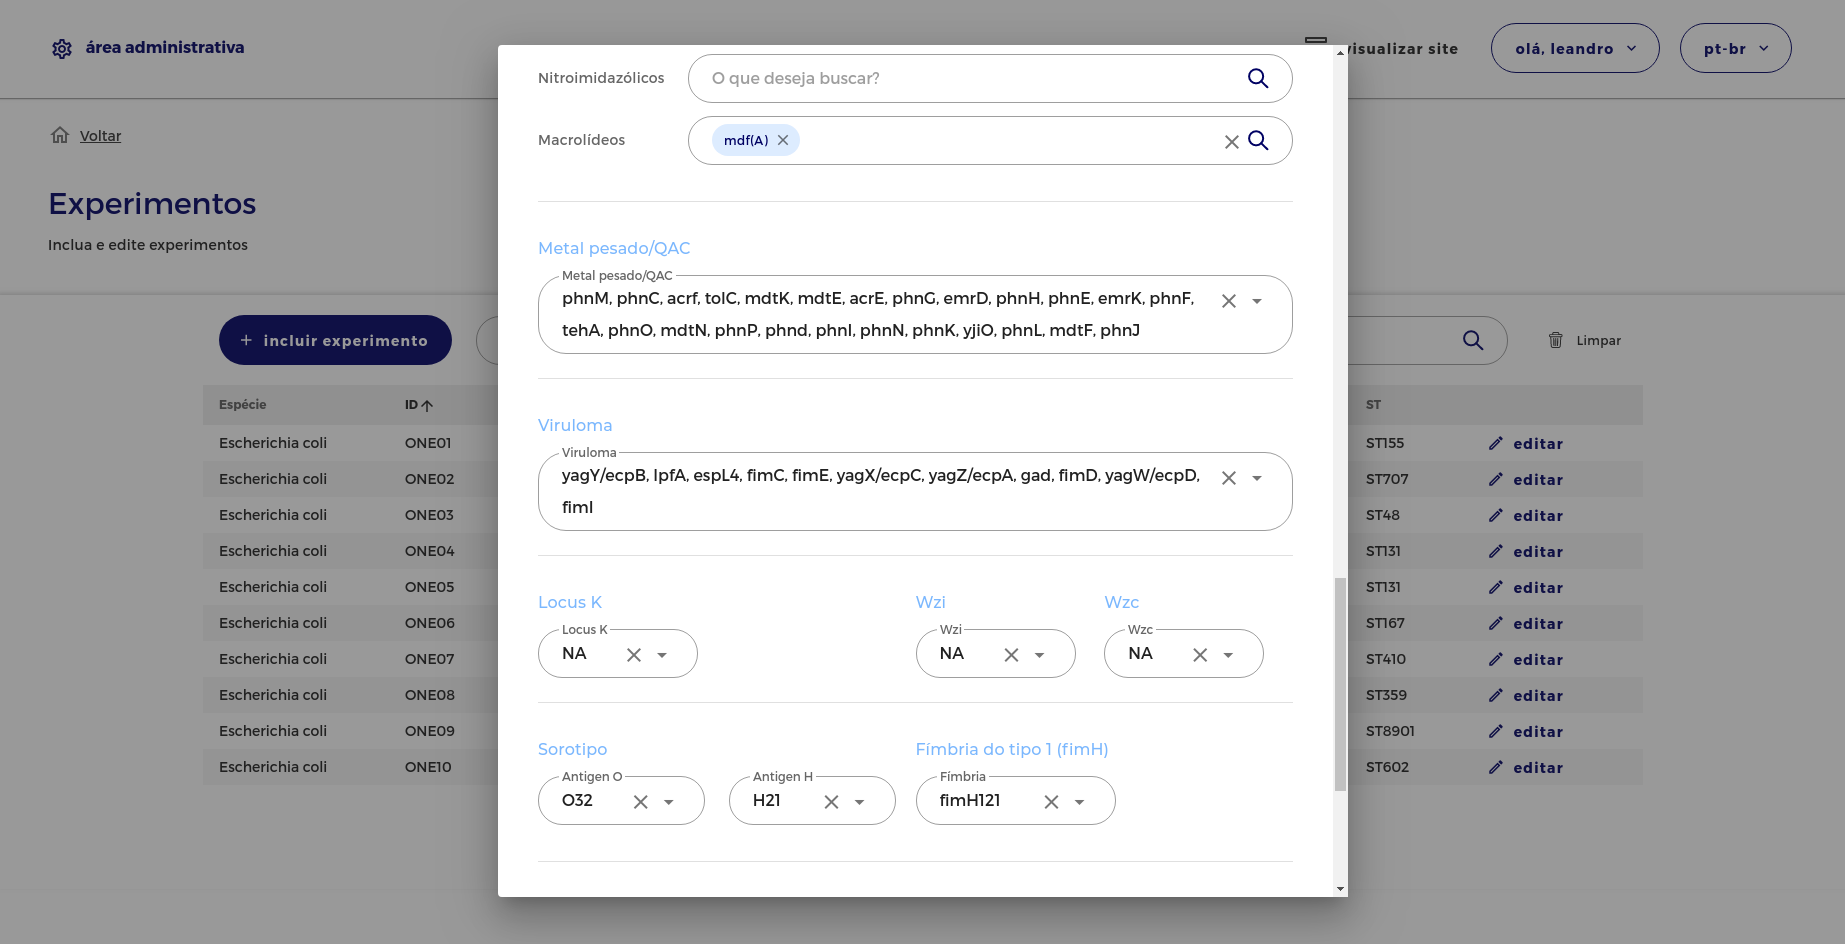 área administrativa
visualizar site
olá, leandro
pt-br
Voltar
Experimentos
Inclua e edite experimentos
+ incluir experimento
Limpar
Espécie ID ST
Escherichia coli ONE01 ST155 editar
Escherichia coli ONE02 ST707 editar
Escherichia coli ONE03 ST48 editar
Escherichia coli ONE04 ST131 editar
Escherichia coli ONE05 ST131 editar
Escherichia coli ONE06 ST167 editar
Escherichia coli ONE07 ST410 editar
Escherichia coli ONE08 ST359 editar
Escherichia coli ONE09 ST8901 editar
Escherichia coli ONE10 ST602 editar
Nitroimidazólicos O que deseja buscar?
Macrolídeos mdf(A)
Metal pesado/QAC
Metal pesado/QAC
phnM, phnC, acrf, tolC, mdtK, mdtE, acrE, phnG, emrD, phnH, phnE, emrK, phnF,
tehA, phnO, mdtN, phnP, phnd, phnI, phnN, phnK, yjiO, phnL, mdtF, phnJ
Viruloma
Viruloma
yagY/ecpB, lpfA, espL4, fimC, fimE, yagX/ecpC, yagZ/ecpA, gad, fimD, yagW/ecpD,
fimI
Locus K Wzi Wzc
Locus K Wzi Wzc
NA NA NA
Sorotipo Fímbria do tipo 1 (fimH)
Antigen O Antigen H Fímbria
O32 H21 fimH121